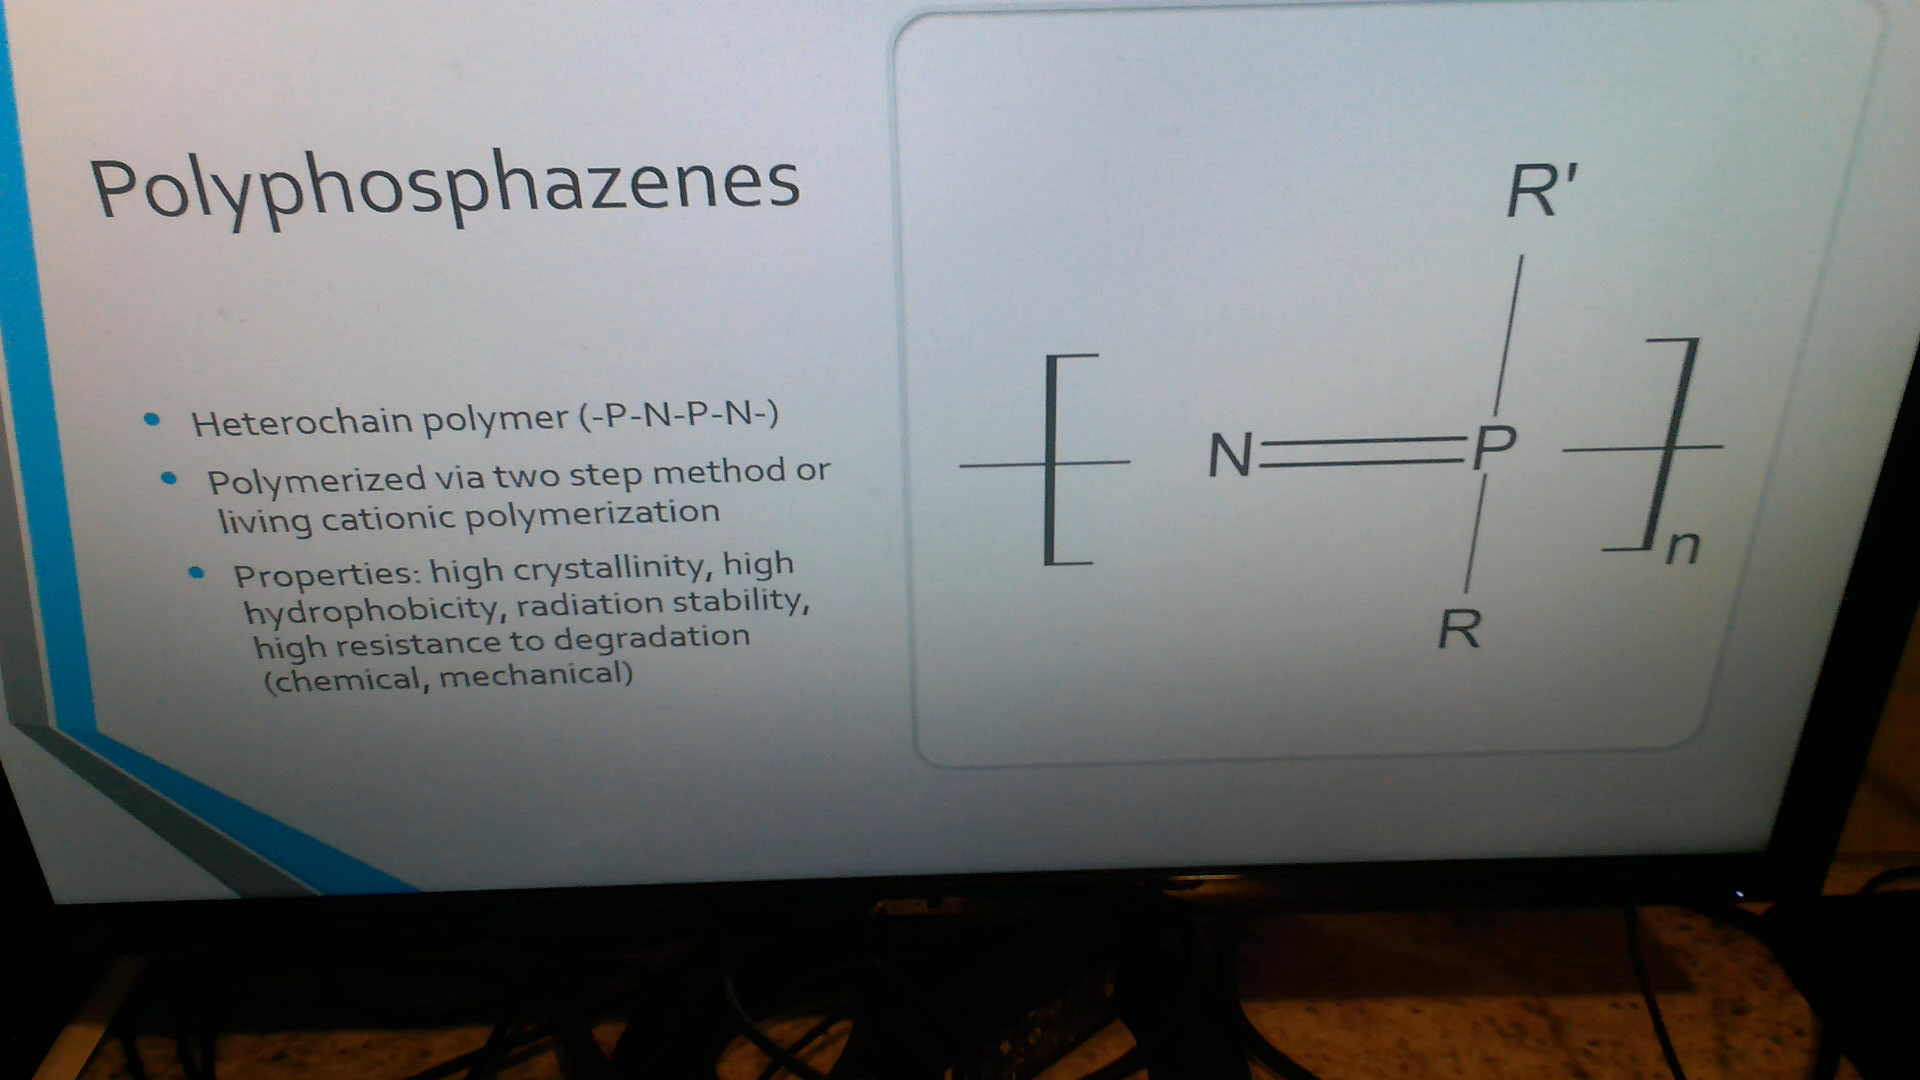 Polyphosphazenes
• Heterochain polymer (-P-N-P-N-)
• Polymerized via two step method or
living cationic polymerization
• Properties: high crystallinity, high
hydrophobicity, radiation stability,
high resistance to degradation
(chemical, mechanical)
R'
N
P
n
R